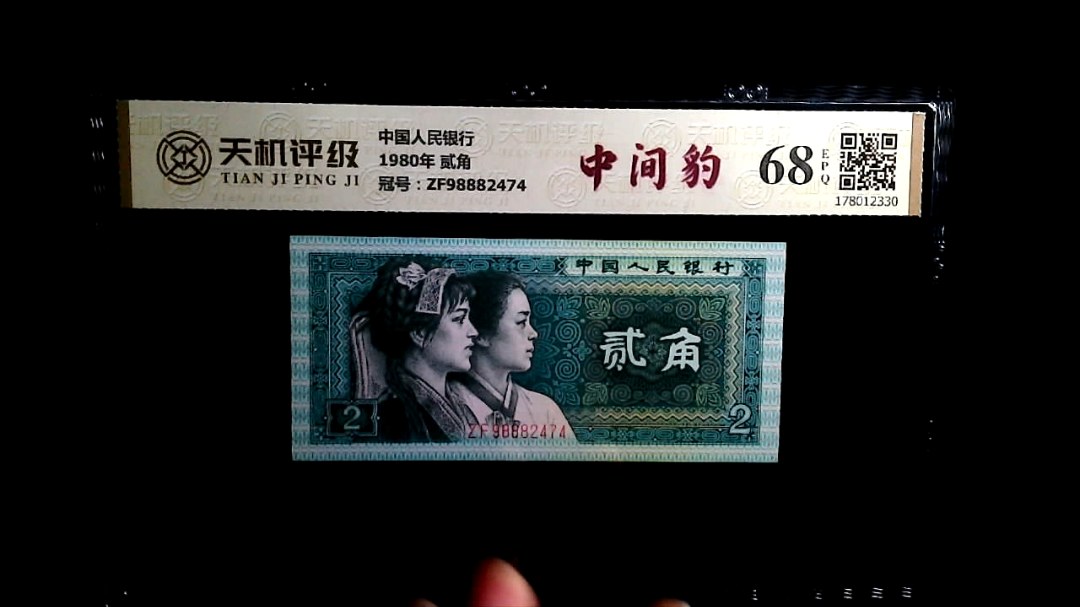 天机评级
TIAN JI PING JI
中国人民银行
1980年 贰角
冠号：ZF98882474
中间豹
68
EPQ
178012330
中国人民银行
贰角
2
2
ZF98882474